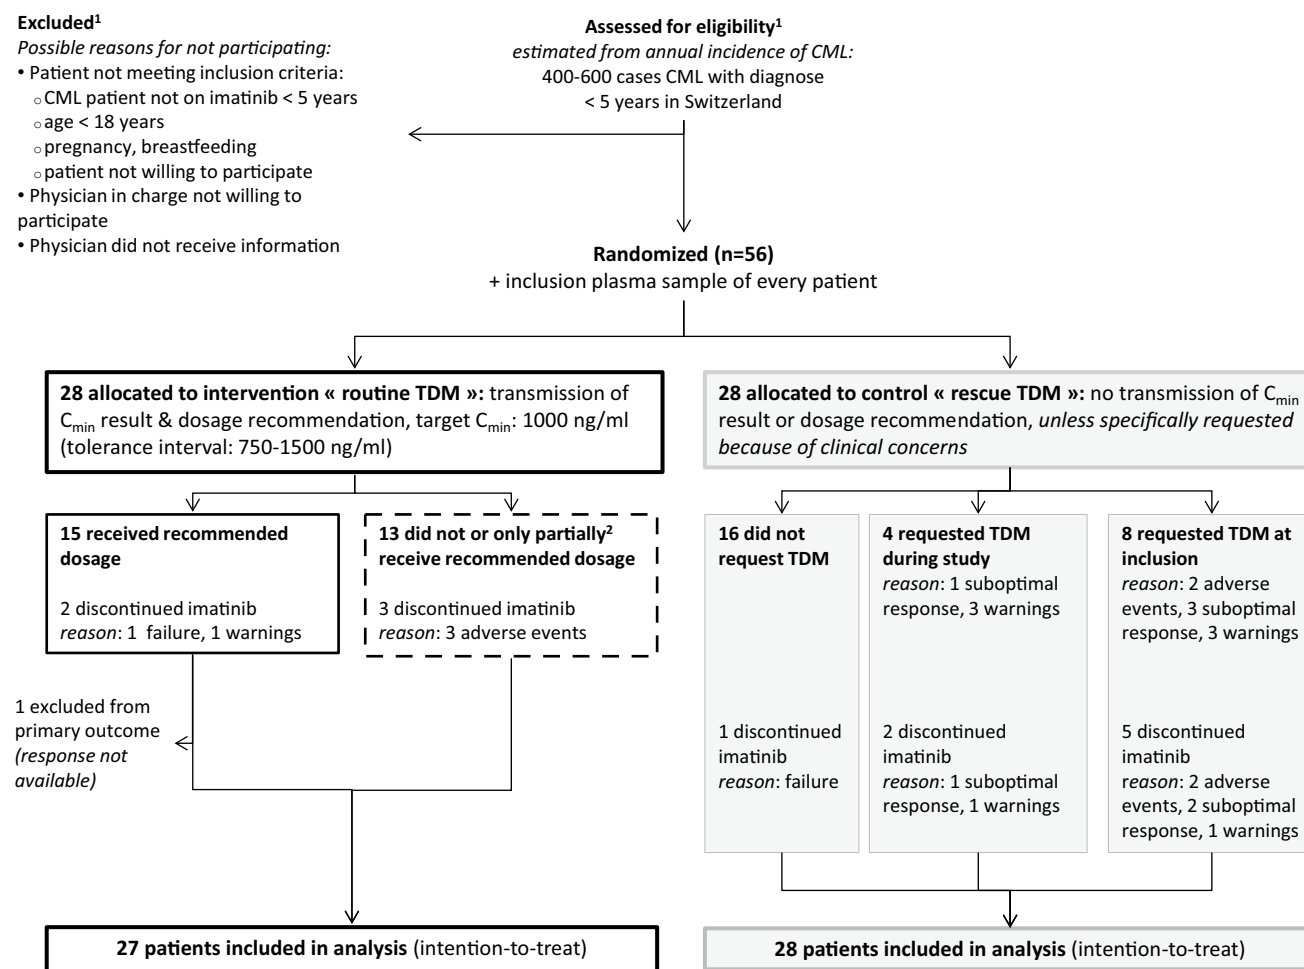 Excluded¹
Possible reasons for not participating:
• Patient not meeting inclusion criteria:
○ CML patient not on imatinib < 5 years
○ age < 18 years
○ pregnancy, breastfeeding
○ patient not willing to participate
• Physician in charge not willing to
participate
• Physician did not receive information
Assessed for eligibility¹
estimated from annual incidence of CML:
400-600 cases CML with diagnose
< 5 years in Switzerland
Randomized (n=56)
+ inclusion plasma sample of every patient
28 allocated to intervention « routine TDM »: transmission of
Cmin result & dosage recommendation, target Cmin: 1000 ng/ml
(tolerance interval: 750-1500 ng/ml)
28 allocated to control « rescue TDM »: no transmission of Cmin
result or dosage recommendation, unless specifically requested
because of clinical concerns
15 received recommended
dosage
2 discontinued imatinib
reason: 1 failure, 1 warnings
13 did not or only partially²
receive recommended dosage
3 discontinued imatinib
reason: 3 adverse events
16 did not
request TDM
1 discontinued
imatinib
reason: failure
4 requested TDM
during study
reason: 1 suboptimal
response, 3 warnings
2 discontinued
imatinib
reason: 1 suboptimal
response, 1 warnings
8 requested TDM at
inclusion
reason: 2 adverse
events, 3 suboptimal
response, 3 warnings
5 discontinued
imatinib
reason: 2 adverse
events, 2 suboptimal
response, 1 warnings
1 excluded from
primary outcome
(response not
available)
27 patients included in analysis (intention-to-treat)
28 patients included in analysis (intention-to-treat)